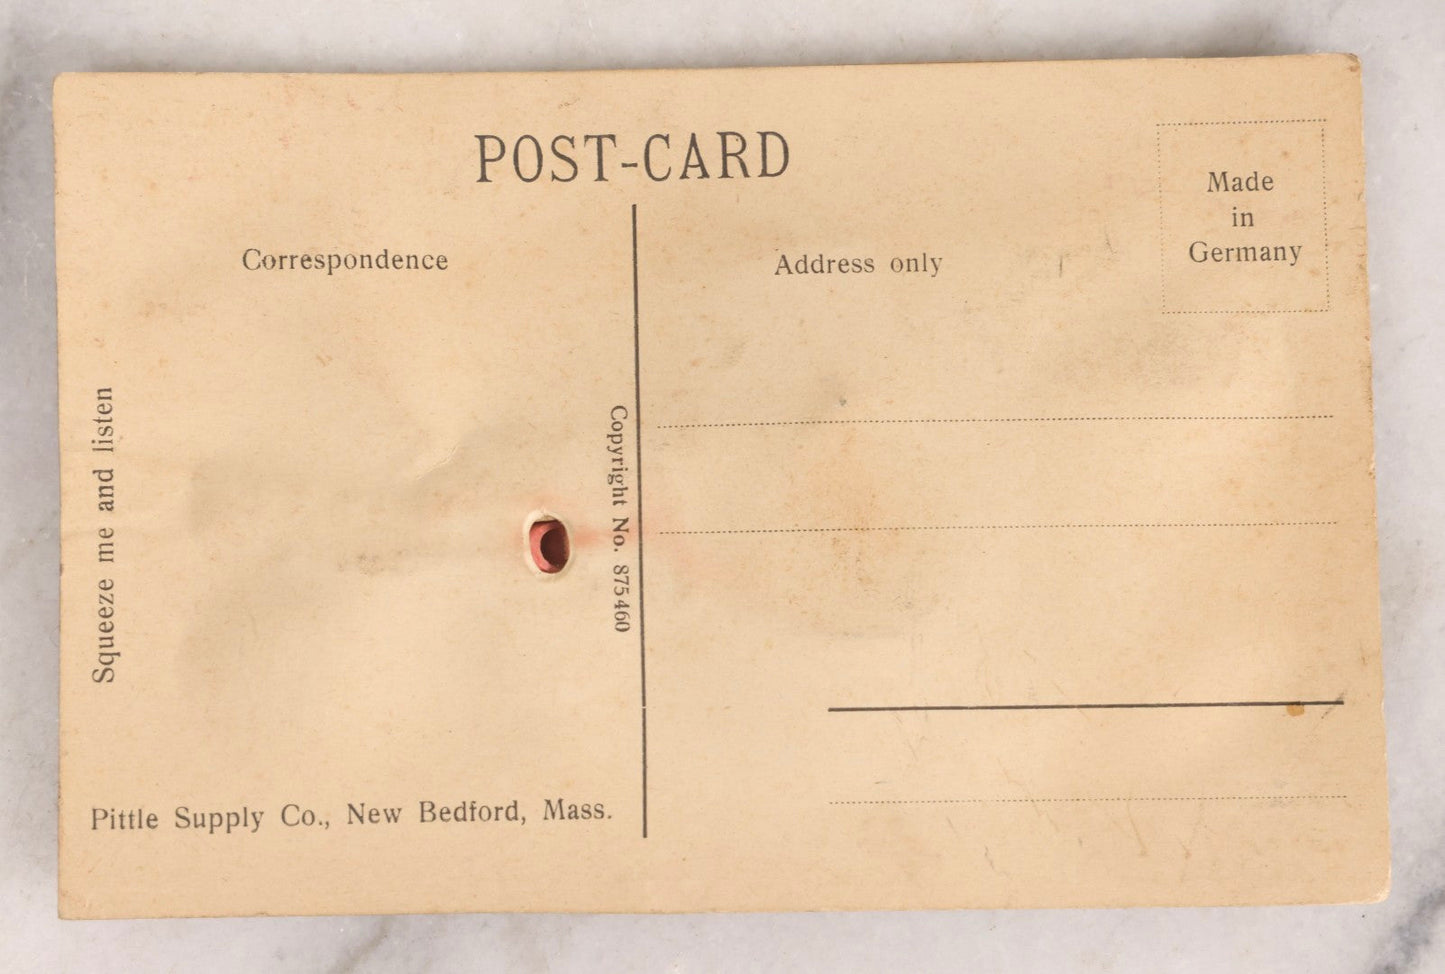 POST-CARD
Made
in
Germany
Correspondence
Address only
Squeeze me and listen
Copyright No. 875460
Pittle Supply Co., New Bedford, Mass.